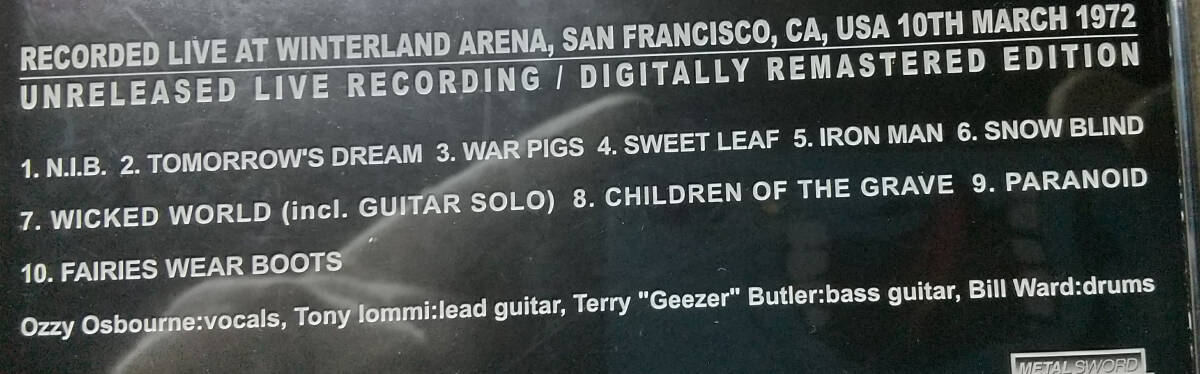 RECORDED LIVE AT WINTERLAND ARENA, SAN FRANCISCO, CA, USA 10TH MARCH 1972
UNRELEASED LIVE RECORDING / DIGITALLY REMASTERED EDITION
1. N.I.B. 2. TOMORROW'S DREAM 3. WAR PIGS 4. SWEET LEAF 5. IRON MAN 6. SNOW BLIND
7. WICKED WORLD (incl. GUITAR SOLO) 8. CHILDREN OF THE GRAVE 9. PARANOID
10. FAIRIES WEAR BOOTS
Ozzy Osbourne:vocals, Tony Iommi:lead guitar, Terry "Geezer" Butler:bass guitar, Bill Ward:drums
METALSWORD